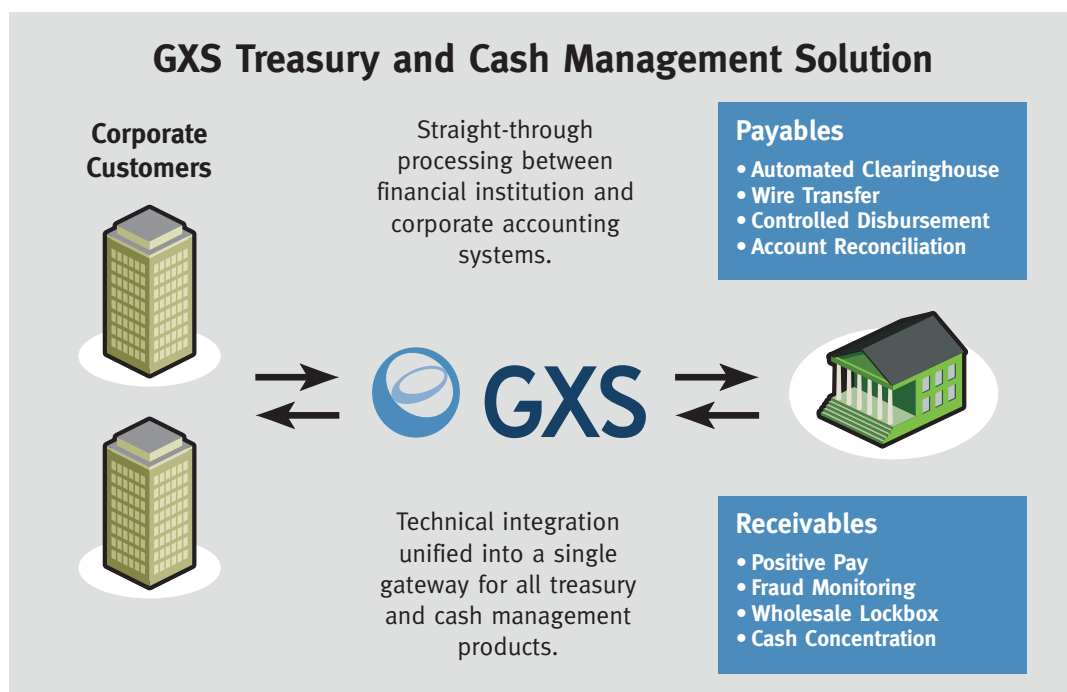 GXS Treasury and Cash Management Solution
Corporate
Customers
Straight-through
processing between
financial institution and
corporate accounting
systems.
Payables
• Automated Clearinghouse
• Wire Transfer
• Controlled Disbursement
• Account Reconciliation
GXS
Technical integration
unified into a single
gateway for all treasury
and cash management
products.
Receivables
• Positive Pay
• Fraud Monitoring
• Wholesale Lockbox
• Cash Concentration